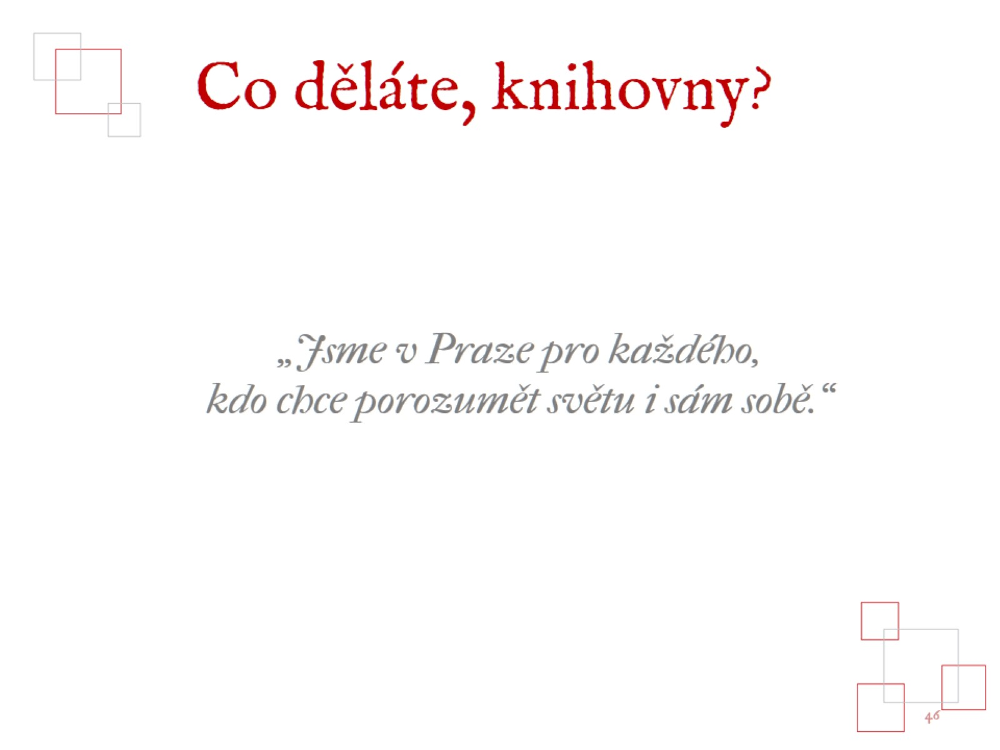 Co děláte, knihovny?
„Jsme v Praze pro každého,
kdo chce porozumět světu i sám sobě.“
46